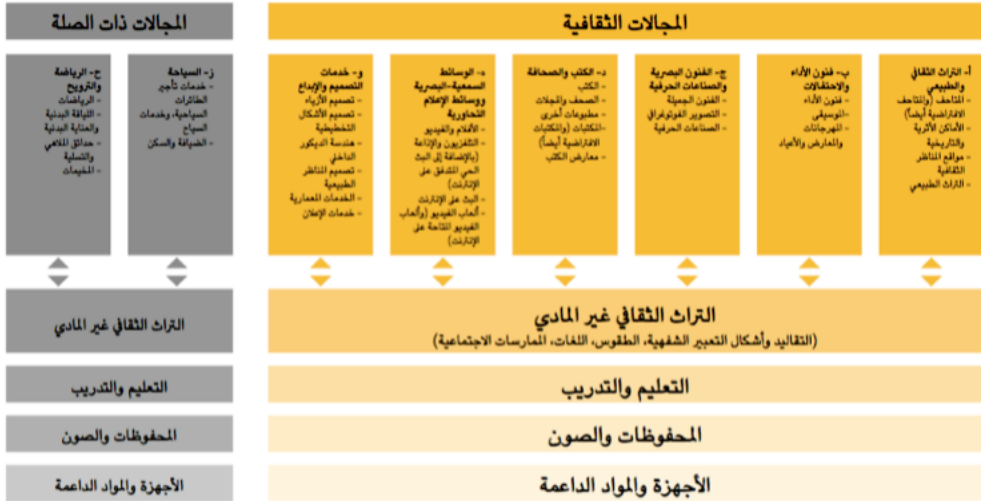 المجالات الثقافية
أ- التراث الثقافي
والطبيعي
- المتاحف (والمتاحف
الافتراضية أيضاً)
- الأماكن الأثرية
والتاريخية
- مواقع المناظر
الثقافية
- التراث الطبيعي
ب- فنون الأداء
والاحتفالات
- فنون الأداء
-الموسيقى
-المهرجانات
والمعارض والأعياد
ج- الفنون البصرية
والصناعات الحرفية
- الفنون الجميلة
- التصوير الفوتوغرافي
- الصناعات الحرفية
د- الكتب والصحافة
- الكتب
- الصحف والمجلات
- مطبوعات أخرى
-المكتبات (والمكتبات
الافتراضية أيضاً)
- معارض الكتب
ه- الوسائط
السمعية-البصرية
ووسائط الإعلام
التحاورية
- الأفلام والفيديو
- التلفزيون والإذاعة
(بالإضافة إلى البث
الحي المتدفق على
الإنترنت)
- البث على الإنترنت
- ألعاب الفيديو (وألعاب
الفيديو المتاحة على
الإنترنت)
و- خدمات
التصميم والإبداع
- تصميم الأزياء
- تصميم الأشكال
التخطيطية
- هندسة الديكور
الداخلي
- تصميم المناظر
الطبيعية
- الخدمات المعمارية
- خدمات الإعلان
المجالات ذات الصلة
ز- السياحة
- خدمات تأجير
الطائرات
السياحية، وخدمات
السياح
- الضيافة والسكن
ح- الرياضة
والترويح
- الرياضات
- اللياقة البدنية
والعناية البدنية
- حدائق الملاهي
والتسلية
- المخيمات
التراث الثقافي غير المادي
(التقاليد وأشكال التعبير الشفهية، الطقوس، اللغات، الممارسات الاجتماعية)
التراث الثقافي غير المادي
التعليم والتدريب
التعليم والتدريب
المحفوظات والصون
المحفوظات والصون
الأجهزة والمواد الداعمة
الأجهزة والمواد الداعمة